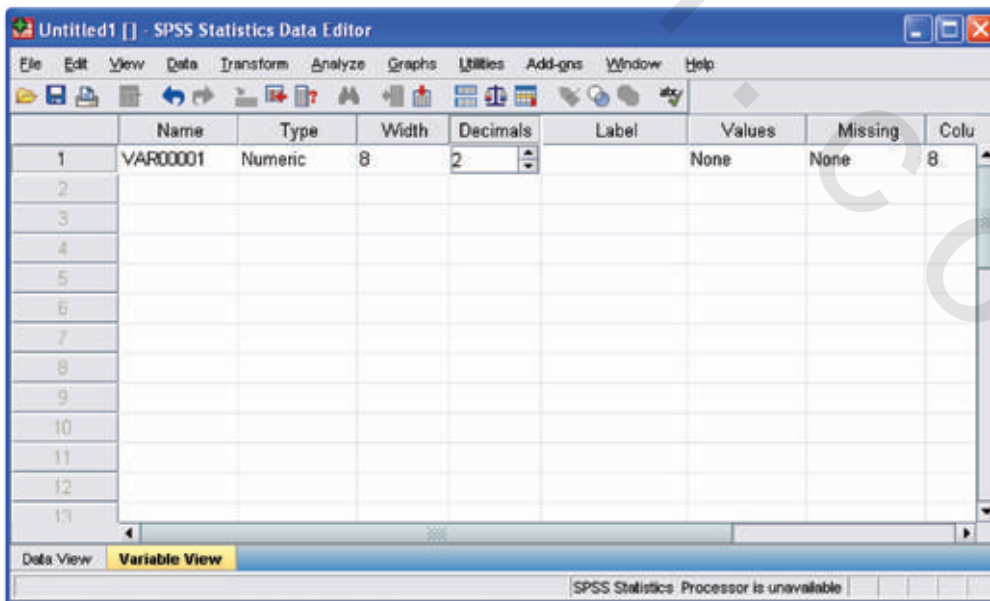 Untitled1 [] - SPSS Statistics Data Editor
File Edit View Data Transform Analyze Graphs Utilities Add-ons Window Help
Name Type Width Decimals Label Values Missing Colu
1 VAR00001 Numeric 8 2 None None 8
2
3
4
5
6
7
8
9
10
11
12
13
Data View Variable View
SPSS Statistics Processor is unavailable